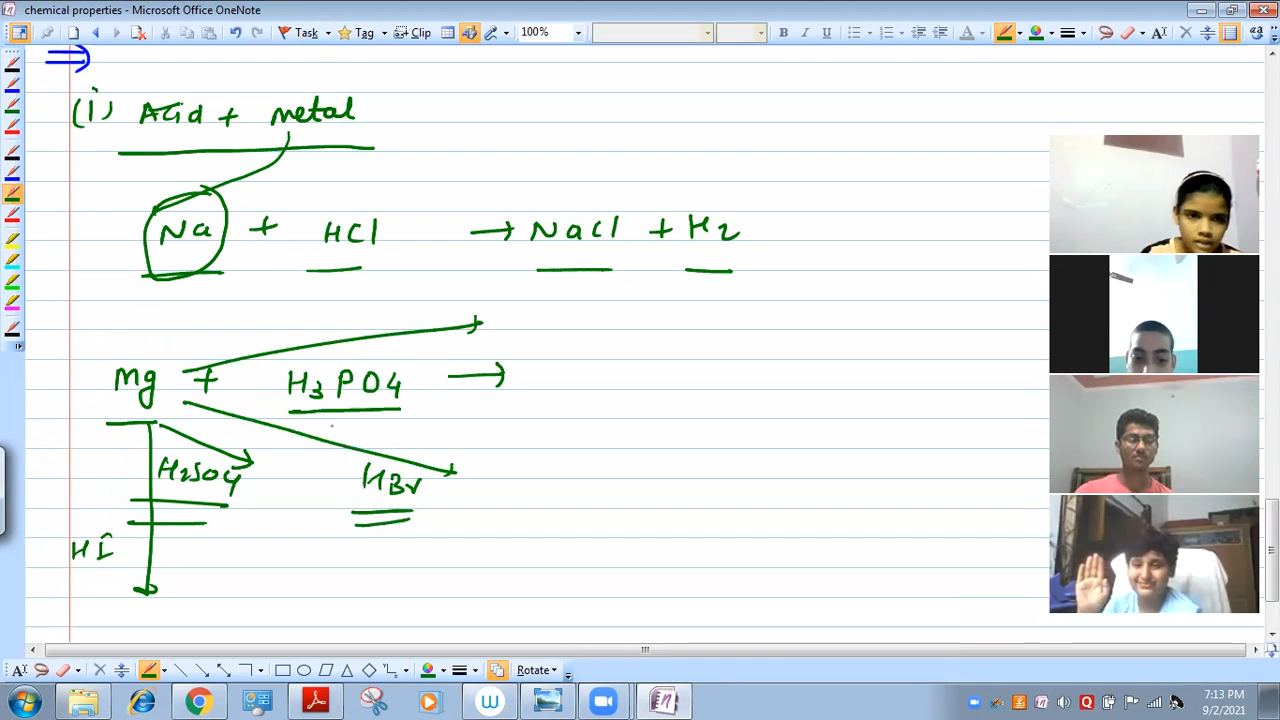 chemical properties - Microsoft Office OneNote
Task Tag Clip 100% B I U
(i) Acid + metal
Na + HCl → NaCl + H2
Mg + H3PO4 →
H2SO4 HBr
HI
Rotate
7:13 PM
9/2/2021